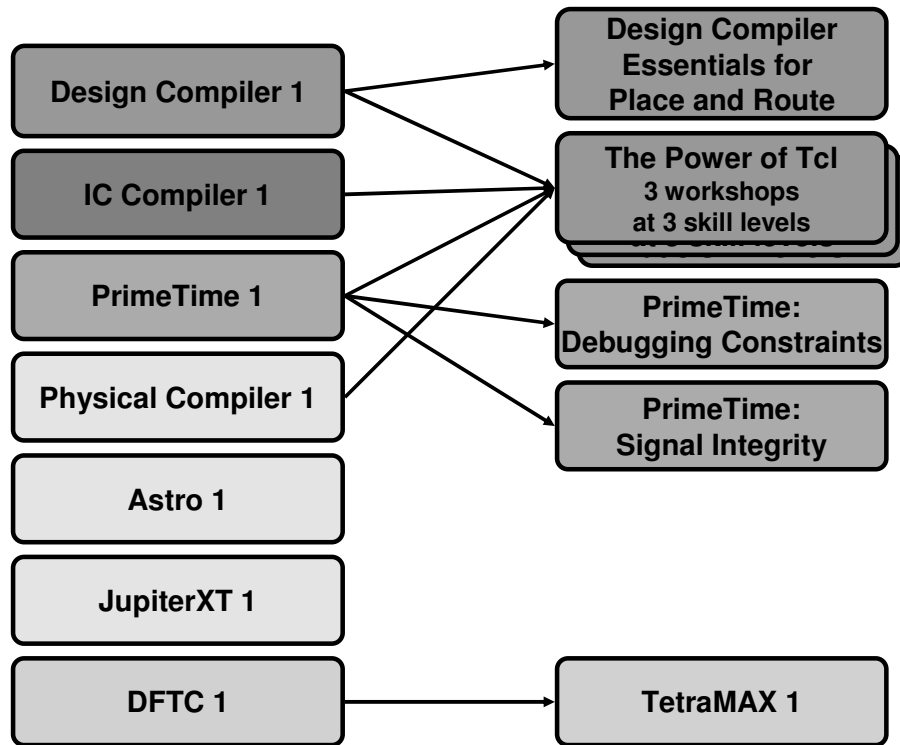 Design Compiler 1
IC Compiler 1
PrimeTime 1
Physical Compiler 1
Astro 1
JupiterXT 1
DFTC 1
Design Compiler
Essentials for
Place and Route
The Power of Tcl
3 workshops
at 3 skill levels
PrimeTime:
Debugging Constraints
PrimeTime:
Signal Integrity
TetraMAX 1